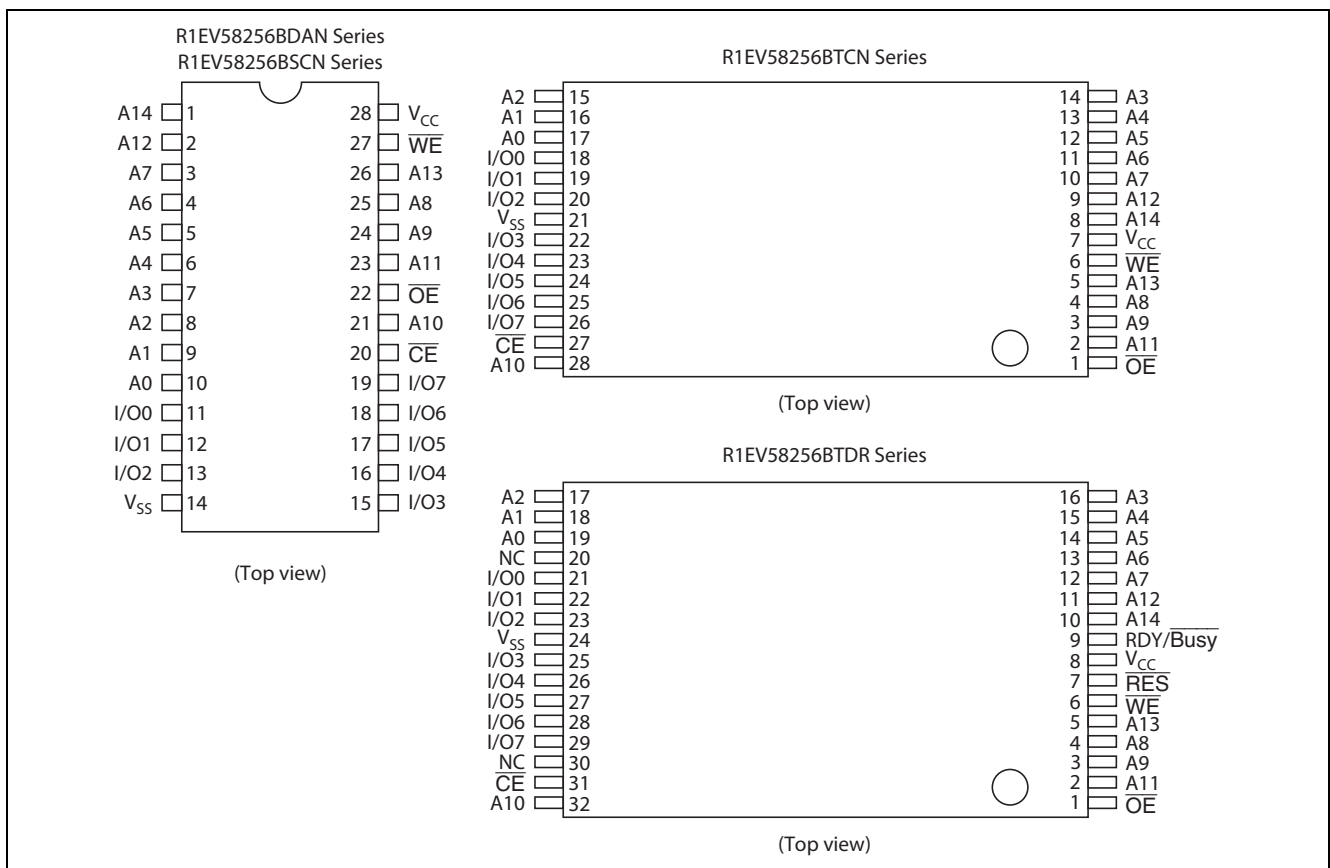 R1EV58256BDAN Series
R1EV58256BSCN Series
A14 1 28 VCC
A12 2 27 WE
A7 3 26 A13
A6 4 25 A8
A5 5 24 A9
A4 6 23 A11
A3 7 22 OE
A2 8 21 A10
A1 9 20 CE
A0 10 19 I/O7
I/O0 11 18 I/O6
I/O1 12 17 I/O5
I/O2 13 16 I/O4
VSS 14 15 I/O3
(Top view)
R1EV58256BTCN Series
A2 15 14 A3
A1 16 13 A4
A0 17 12 A5
I/O0 18 11 A6
I/O1 19 10 A7
I/O2 20 9 A12
VSS 21 8 A14
I/O3 22 7 VCC
I/O4 23 6 WE
I/O5 24 5 A13
I/O6 25 4 A8
I/O7 26 3 A9
CE 27 2 A11
A10 28 1 OE
(Top view)
R1EV58256BTDR Series
A2 17 16 A3
A1 18 15 A4
A0 19 14 A5
NC 20 13 A6
I/O0 21 12 A7
I/O1 22 11 A12
I/O2 23 10 A14
VSS 24 9 RDY/Busy
I/O3 25 8 VCC
I/O4 26 7 RES
I/O5 27 6 WE
I/O6 28 5 A13
I/O7 29 4 A8
NC 30 3 A9
CE 31 2 A11
A10 32 1 OE
(Top view)